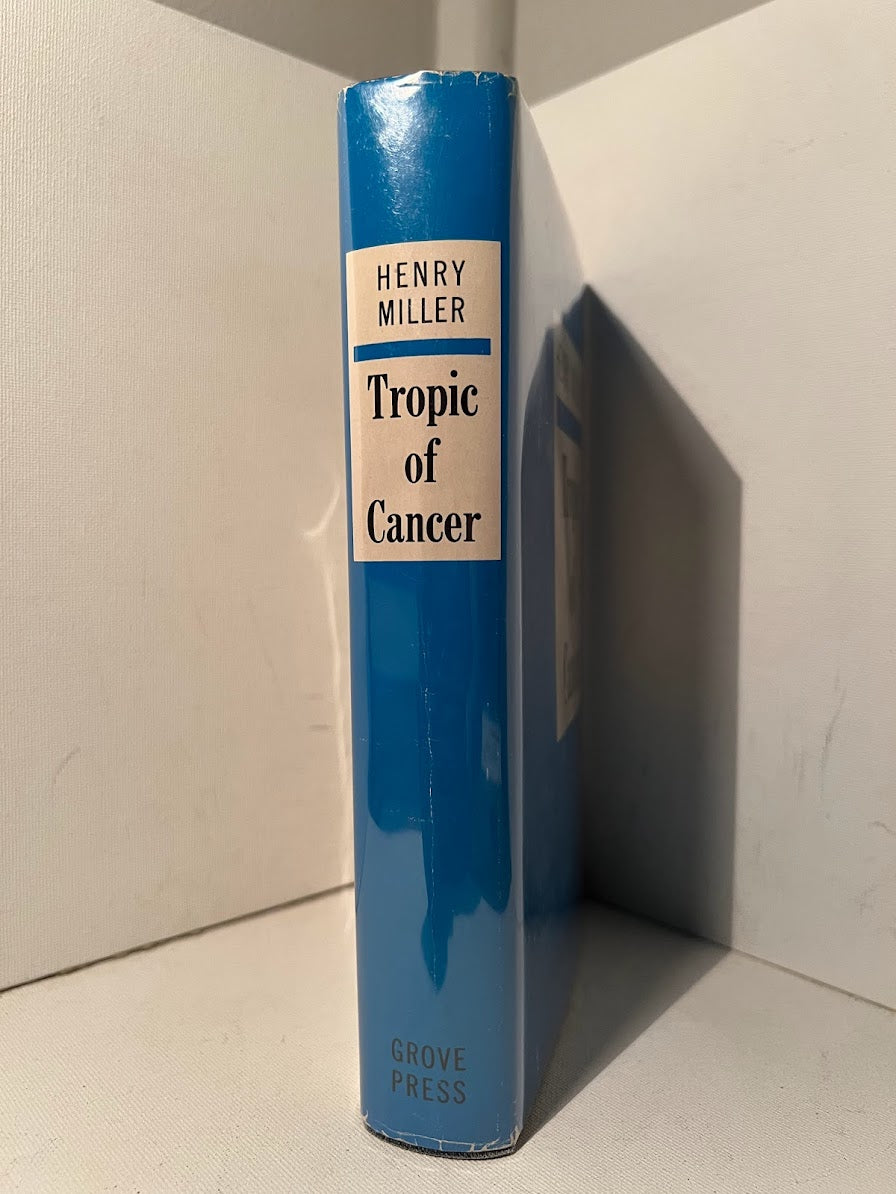 HENRY
MILLER
Tropic
of
Cancer
GROVE
PRESS